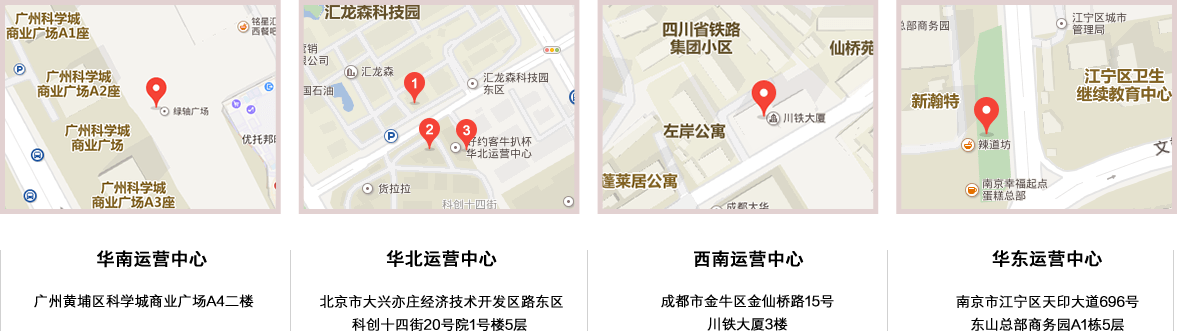 广州科学城
商业广场A1座
铭星汇
西餐吧
P
广州科学城
商业广场A2座
绿轴广场
广州科学城
商业广场
优托邦
广州科学城
商业广场A3座
汇龙森科技园
营销
限公司
汇龙森
1
汇龙森科技园
东区
国石油
P
2
3
好约客牛扒杯
华北运营中心
货拉拉
科创十四街
四川省铁路
集团小区
仙桥苑
川铁大厦
左岸公寓
蓬莱居公寓
成都大华
总部商务园
江宁区城市
管理局
江宁区卫生
继续教育中心
新瀚特
辣道坊
文
南京幸福起点
蛋糕总部
华南运营中心
广州黄埔区科学城商业广场A4二楼
华北运营中心
北京市大兴亦庄经济技术开发区路东区
科创十四街20号院1号楼5层
西南运营中心
成都市金牛区金仙桥路15号
川铁大厦3楼
华东运营中心
南京市江宁区天印大道696号
东山总部商务园A1栋5层